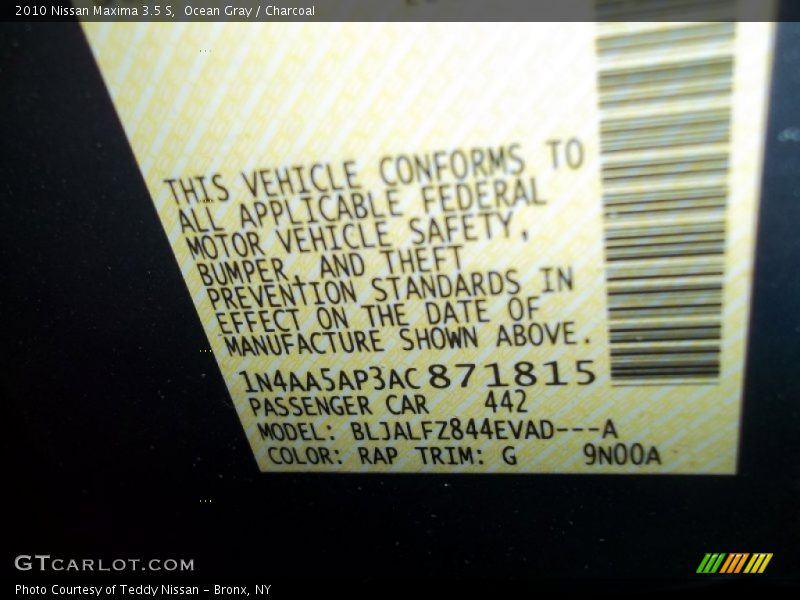 2010 Nissan Maxima 3.5 S, Ocean Gray / Charcoal
THIS VEHICLE CONFORMS TO
ALL APPLICABLE FEDERAL
MOTOR VEHICLE SAFETY,
BUMPER, AND THEFT
PREVENTION STANDARDS IN
EFFECT ON THE DATE OF
MANUFACTURE SHOWN ABOVE.
1N4AA5AP3AC871815
PASSENGER CAR 442
MODEL: BLJALFZ844EVAD---A
COLOR: RAP TRIM: G 9N00A
GTCARLOT.COM
Photo Courtesy of Teddy Nissan - Bronx, NY